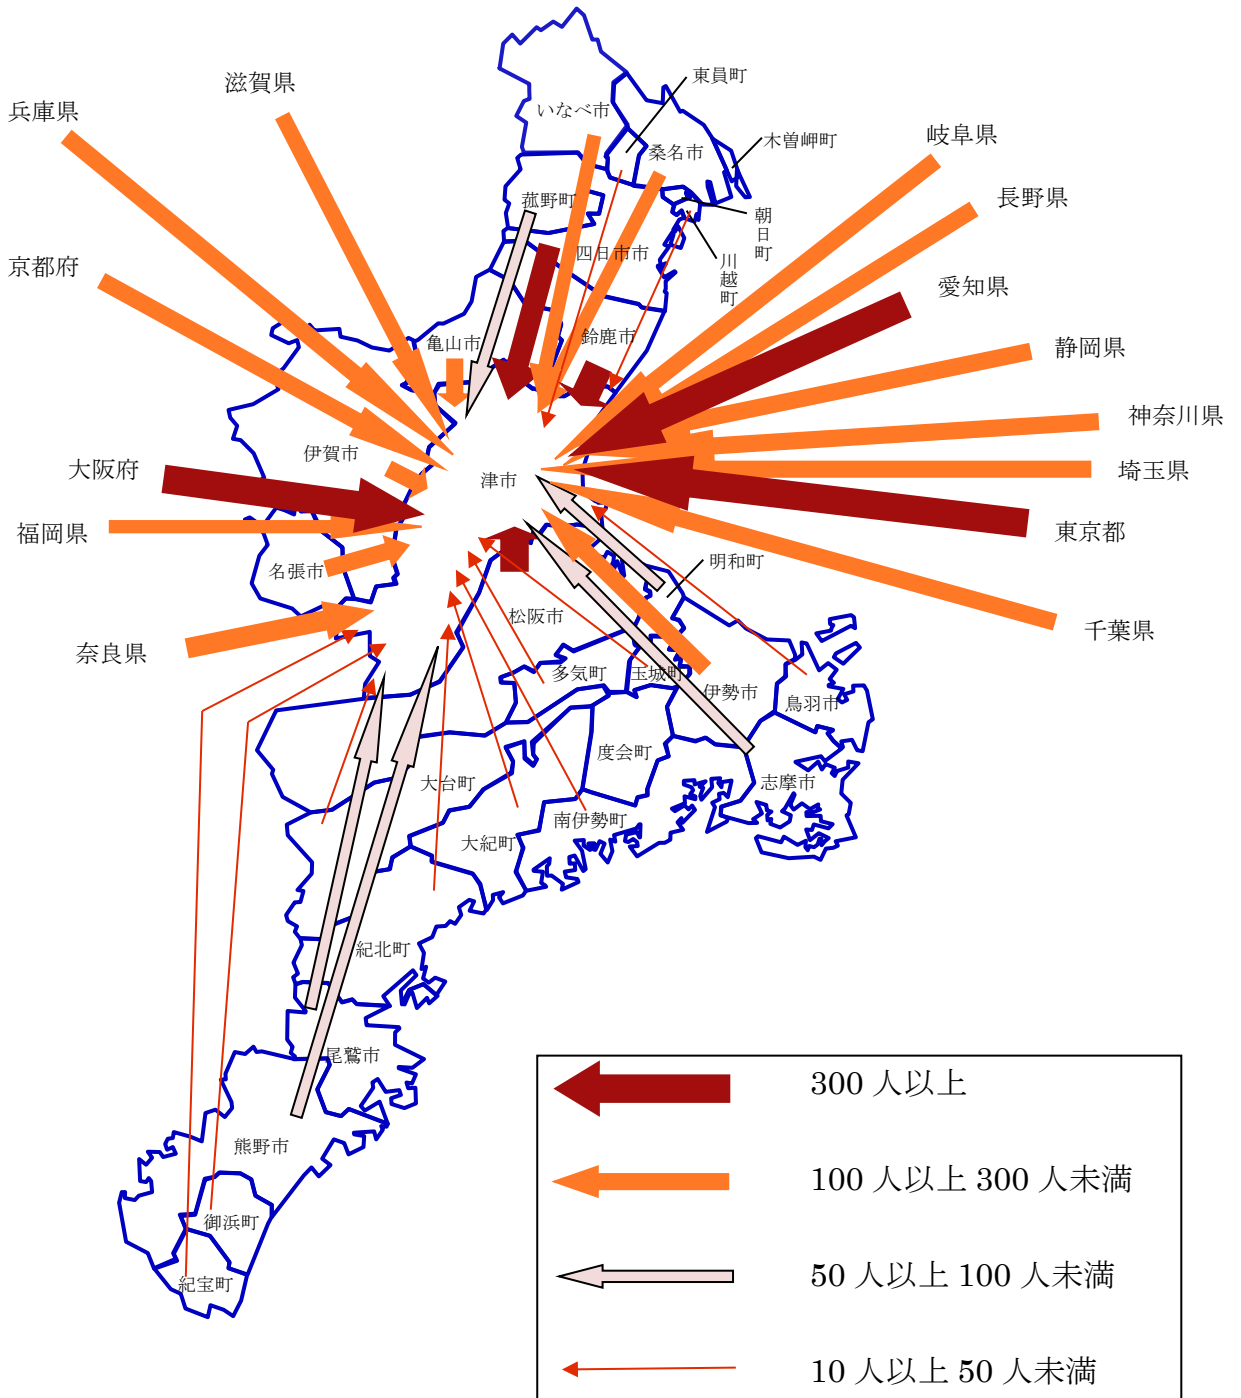 東員町
滋賀県
いなべ市
兵庫県
岐阜県
木曽岬町
桑名市
長野県
菰野町
朝日町
四日市市
京都府
川越町
愛知県
鈴鹿市
亀山市
静岡県
神奈川県
伊賀市
大阪府
津市
埼玉県
福岡県
東京都
名張市
明和町
松阪市
千葉県
奈良県
多気町
玉城町
伊勢市
鳥羽市
度会町
大台町
志摩市
南伊勢町
大紀町
紀北町
尾鷲市
300 人以上
熊野市
100 人以上 300 人未満
御浜町
紀宝町
50 人以上 100 人未満
10 人以上 50 人未満